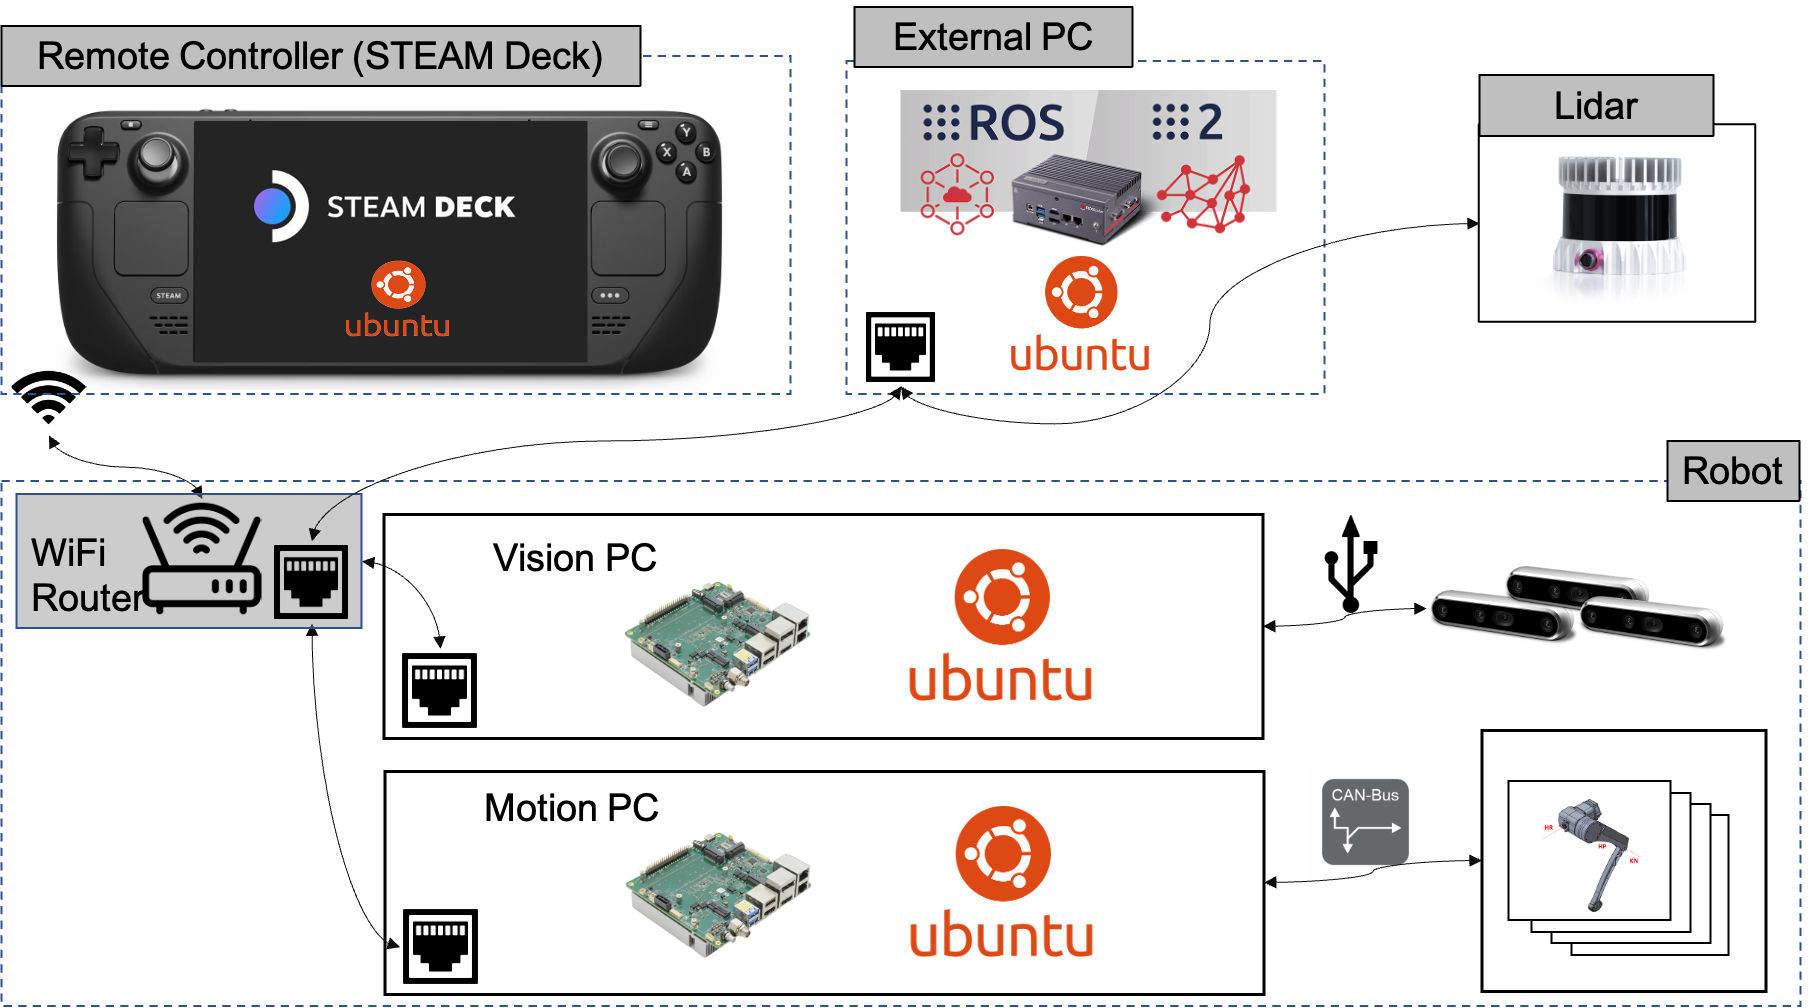 Remote Controller (STEAM Deck)
External PC
Lidar
ROS
2
STEAM DECK
ubuntu
Y
X
B
A
STEAM
ubuntu
Robot
WiFi
Router
Vision PC
ubuntu
Motion PC
ubuntu
CAN-Bus
HR
HP
KN